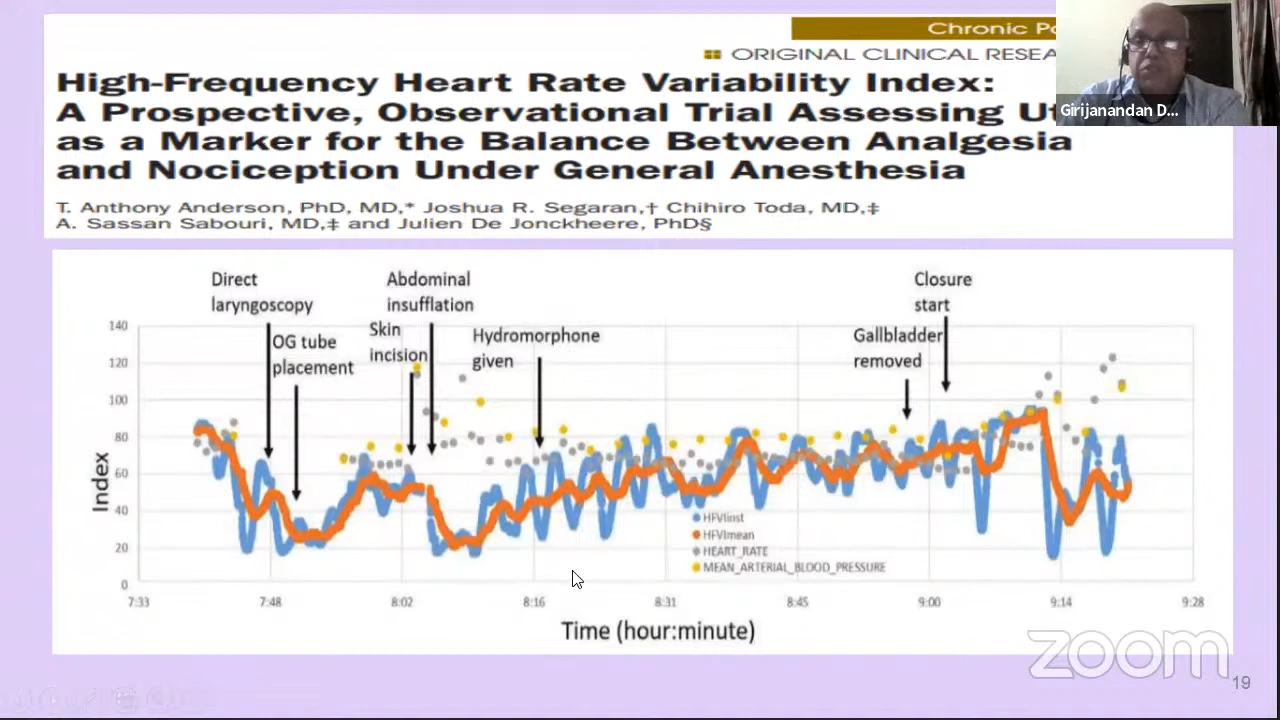 Chronic
ORIGINAL CLINICAL
High-Frequency Heart Rate Variability Index:
A Prospective, Observational Trial Assessing
as a Marker for the Balance Between Analgesia
and Nociception Under General Anesthesia
T. Anthony Anderson, PhD, MD,* Joshua R. Segaran,† Chihiro Toda, MD,‡
A. Sassan Sabouri, MD,‡ and Julien De Jonckheere, PhD§
Girijanandan D...
Direct
laryngoscopy
OG tube
placement
Abdominal
insufflation
Skin
incision
Hydromorphone
given
Gallbladder
removed
Closure
start
Index
140
120
100
80
60
40
20
0
HFVIinst
HFVImean
HEART_RATE
MEAN_ARTERIAL_BLOOD_PRESSURE
7:33 7:48 8:02 8:16 8:31 8:45 9:00 9:14 9:28
Time (hour:minute)
zoom
19